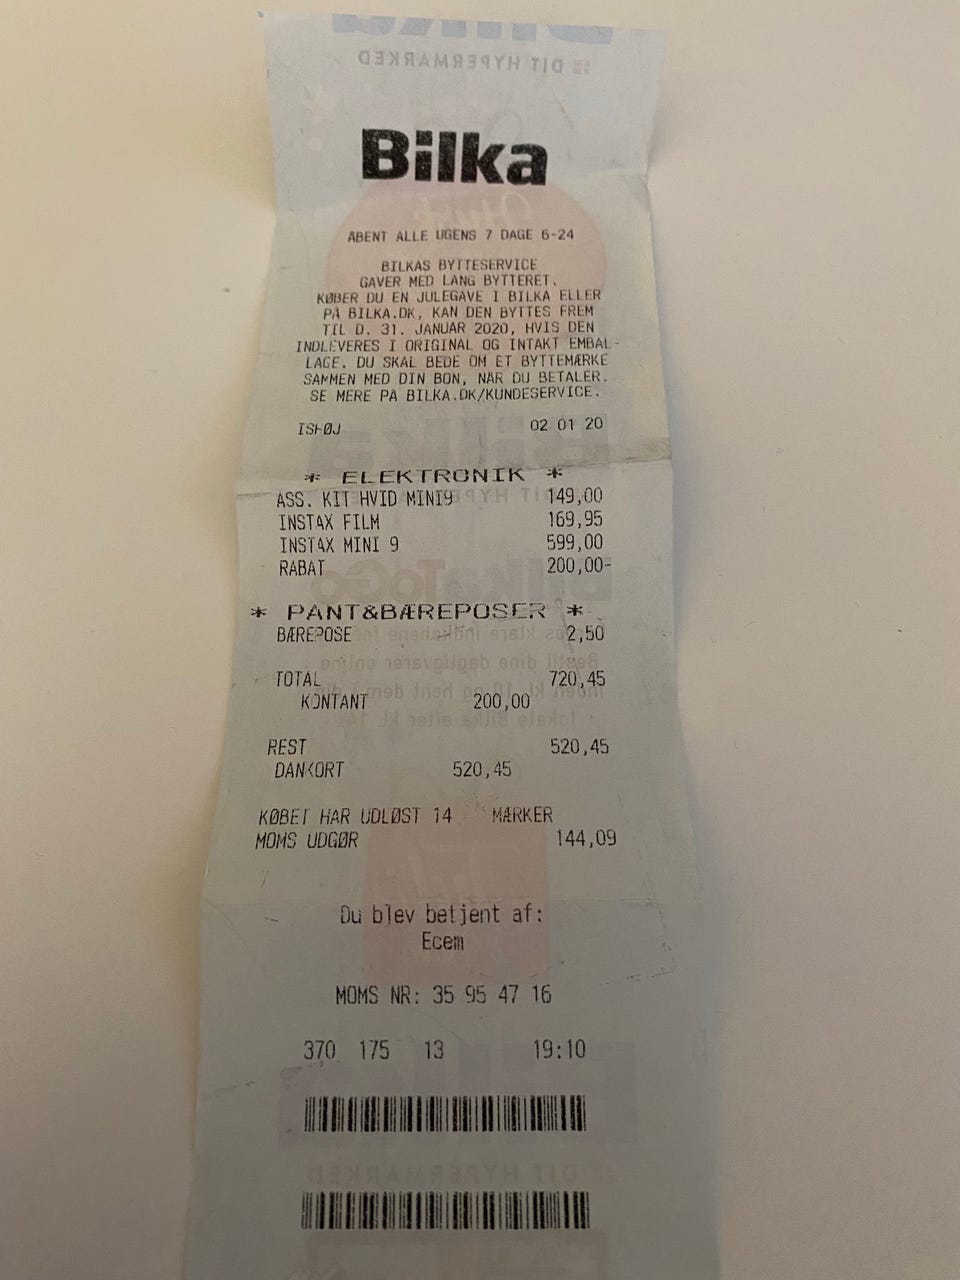 Bilka
ÅBENT ALLE UGENS 7 DAGE 6-24
BILKAS BYTTESERVICE
GAVER MED LANG BYTTERET.
KØBER DU EN JULEGAVE I BILKA ELLER
PÅ BILKA.DK, KAN DEN BYTTES FREM
TIL D. 31. JANUAR 2020, HVIS DEN
INDLEVERES I ORIGINAL OG INTAKT EMBAL-
LAGE. DU SKAL BEDE OM ET BYTTEMÆRKE
SAMMEN MED DIN BON, NÅR DU BETALER.
SE MERE PÅ BILKA.DK/KUNDESERVICE.
ISHØJ 02 01 20
* ELEKTRONIK *
ASS. KIT HVID MINI9 149,00
INSTAX FILM 169,95
INSTAX MINI 9 599,00
RABAT 200,00-
* PANT&BÆREPOSER *
BÆREPOSE 2,50
TOTAL 720,45
KONTANT 200,00
REST 520,45
DANKORT 520,45
KØBET HAR UDLØST 14 MÆRKER
MOMS UDGØR 144,09
Du blev betjent af:
Ecem
MOMS NR: 35 95 47 16
370 175 13 19:10